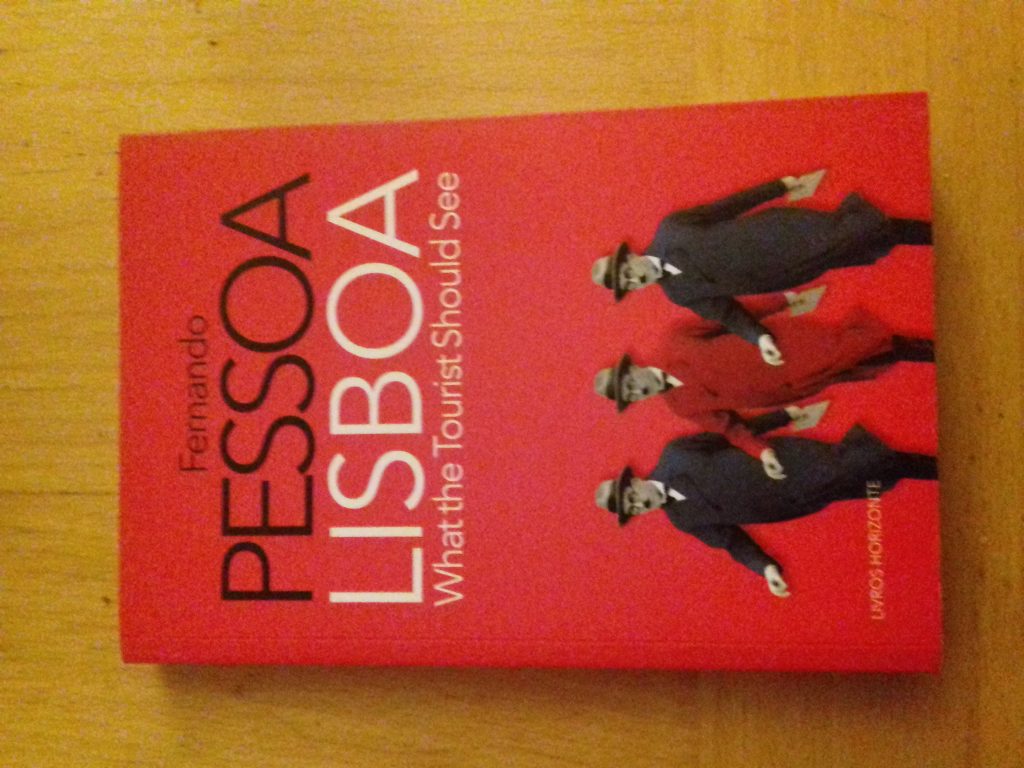 Fernando
PESSOA
LISBOA
What the Tourist Should See
LIVROS HORIZONTE